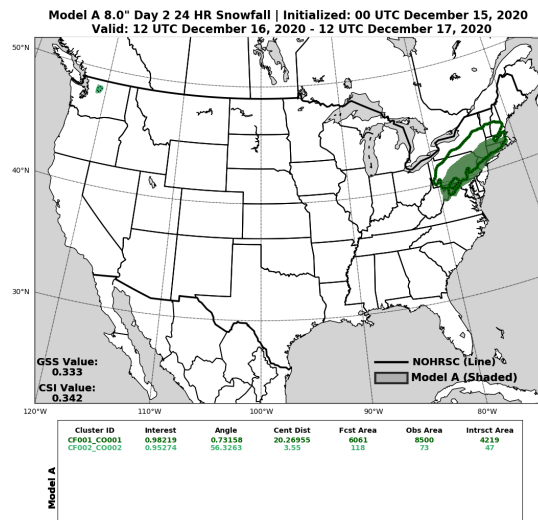 Model A 8.0" Day 2 24 HR Snowfall | Initialized: 00 UTC December 15, 2020
Valid: 12 UTC December 16, 2020 - 12 UTC December 17, 2020
50°N
40°N
30°N
GSS Value:
0.333
CSI Value:
0.342
NOHRSC (Line)
Model A (Shaded)
120°W 110°W 100°W 90°W 80°W
Cluster ID Interest Angle Cent Dist Fcst Area Obs Area Intrsct Area
CF001_CO001 0.98219 0.73158 20.26955 6061 8500 4219
CF002_CO002 0.95274 56.3263 3.55 118 73 47
Model A